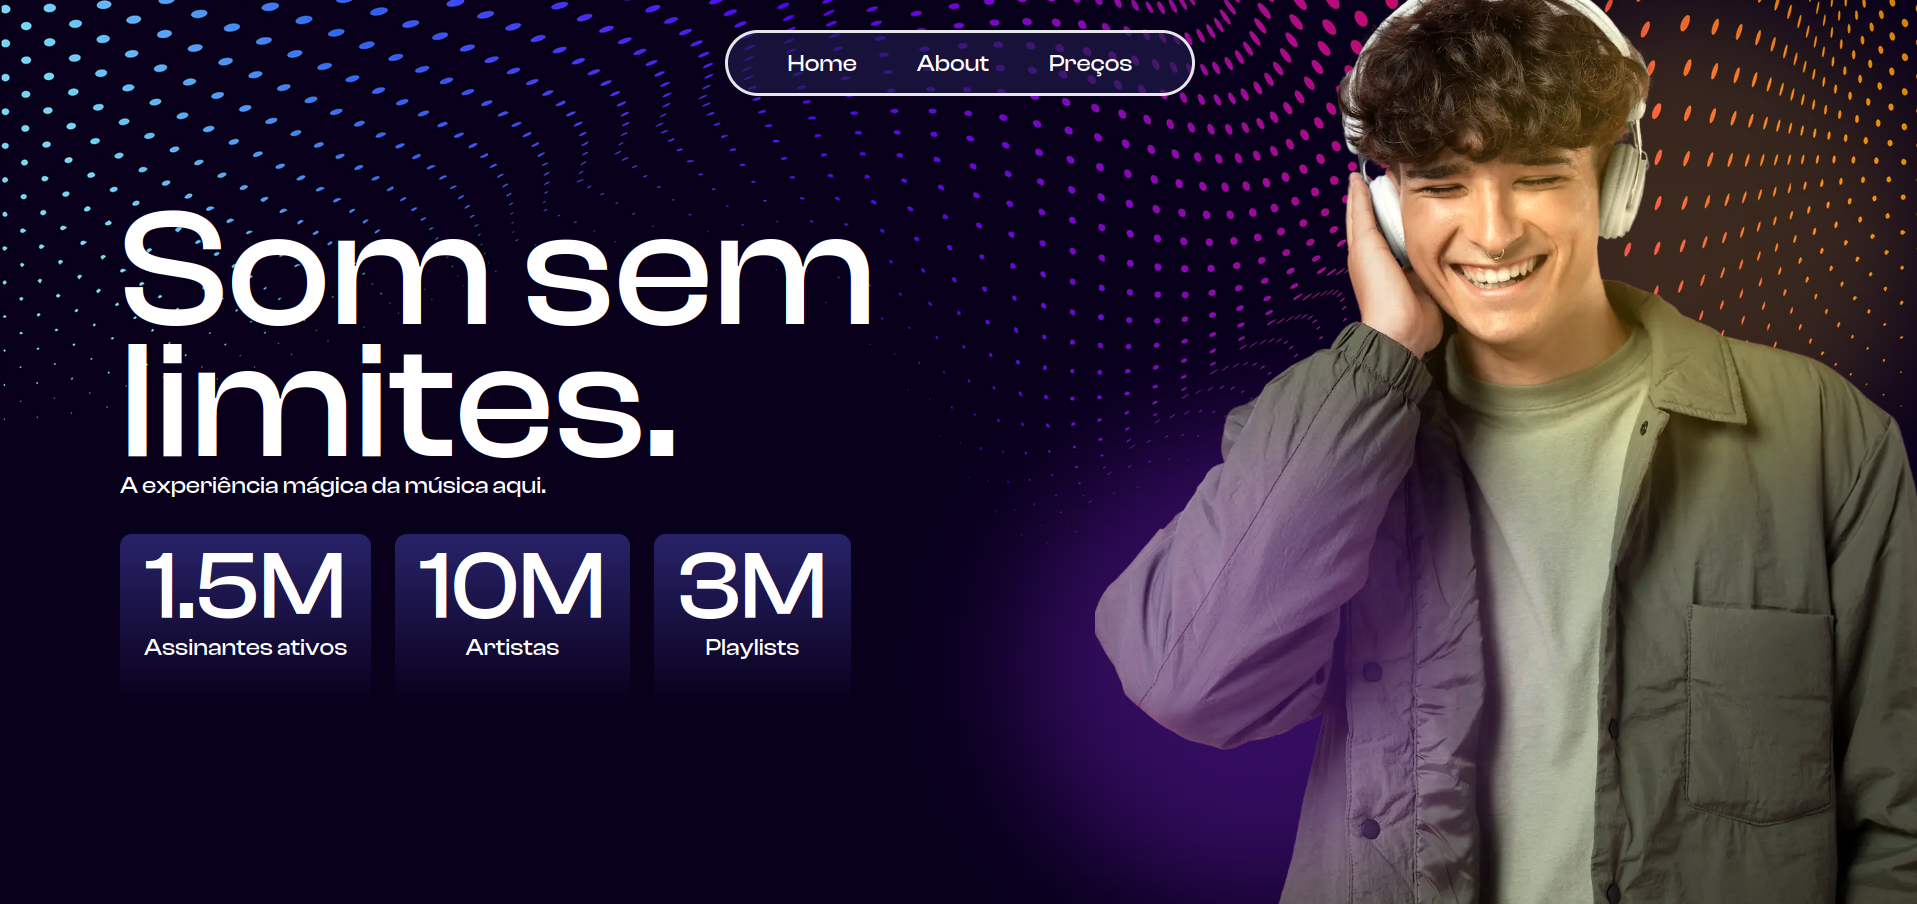 Home About Preços
Som sem
limites.
A experiência mágica da música aqui.
1.5M 10M 3M
Assinantes ativos Artistas Playlists